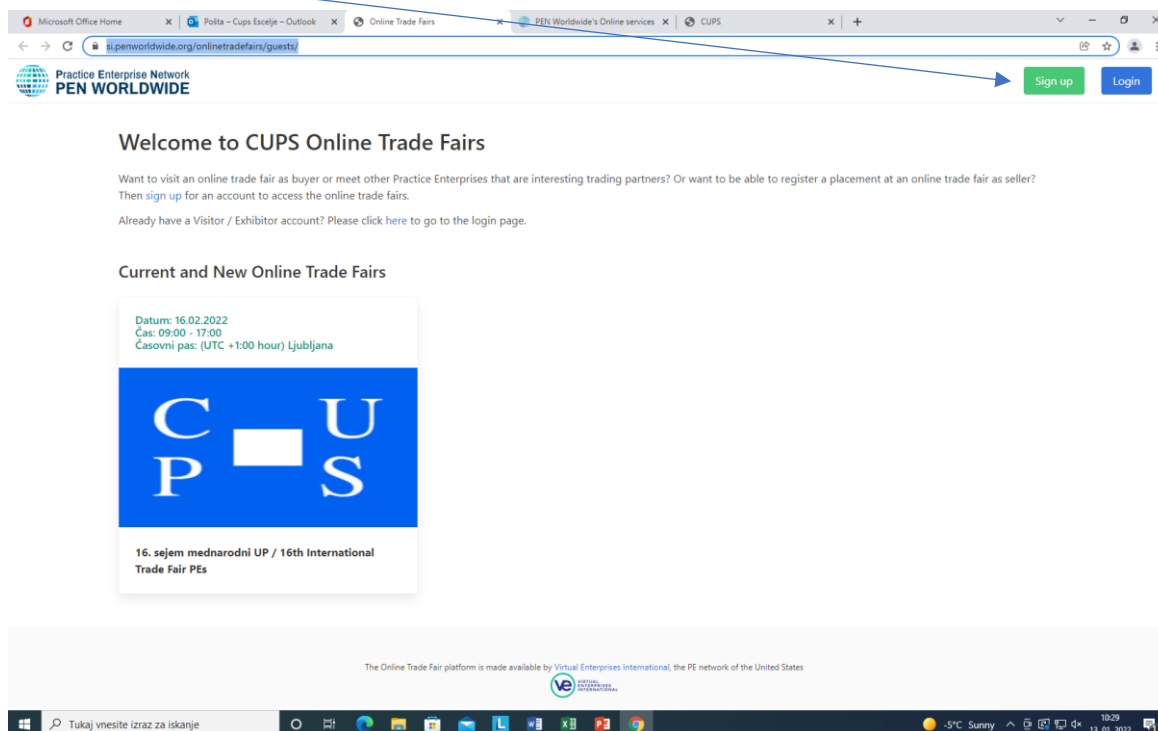 Microsoft Office Home
Pošta – Cups Escelje – Outlook
Online Trade Fairs
PEN Worldwide's Online services
CUPS
si.penworldwide.org/onlinetradefairs/guests/
Practice Enterprise Network
PEN WORLDWIDE
Sign up
Login
Welcome to CUPS Online Trade Fairs
Want to visit an online trade fair as buyer or meet other Practice Enterprises that are interesting trading partners? Or want to be able to register a placement at an online trade fair as seller?
Then sign up for an account to access the online trade fairs.
Already have a Visitor / Exhibitor account? Please click here to go to the login page.
Current and New Online Trade Fairs
Datum: 16.02.2022
Čas: 09:00 - 17:00
Časovni pas: (UTC +1:00 hour) Ljubljana
C U
P S
16. sejem mednarodni UP / 16th International
Trade Fair PEs
The Online Trade Fair platform is made available by Virtual Enterprises International, the PE network of the United States
VE VIRTUAL
ENTERPRISES
INTERNATIONAL
Tukaj vnesite izraz za iskanje
-5°C Sunny
10:29
13. 01. 2022